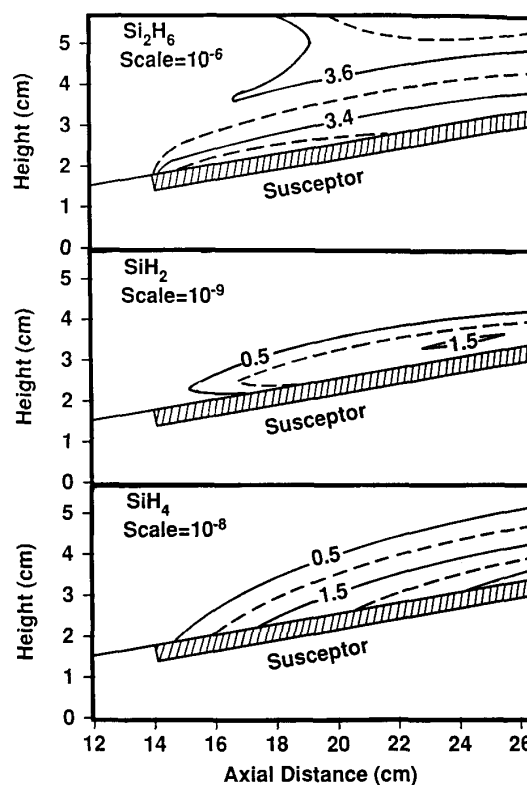 Si₂H₆
Scale=10⁻⁶
3.6
3.4
Susceptor
Height (cm)
5
4
3
2
1
0
SiH₂
Scale=10⁻⁹
0.5
1.5
Susceptor
Height (cm)
5
4
3
2
1
0
SiH₄
Scale=10⁻⁸
0.5
1.5
Susceptor
Height (cm)
5
4
3
2
1
0
12 14 16 18 20 22 24 26
Axial Distance (cm)